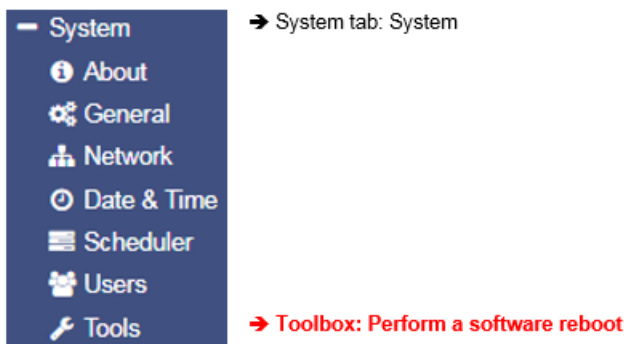 System
➔ System tab: System
About
General
Network
Date & Time
Scheduler
Users
Tools
➔ Toolbox: Perform a software reboot